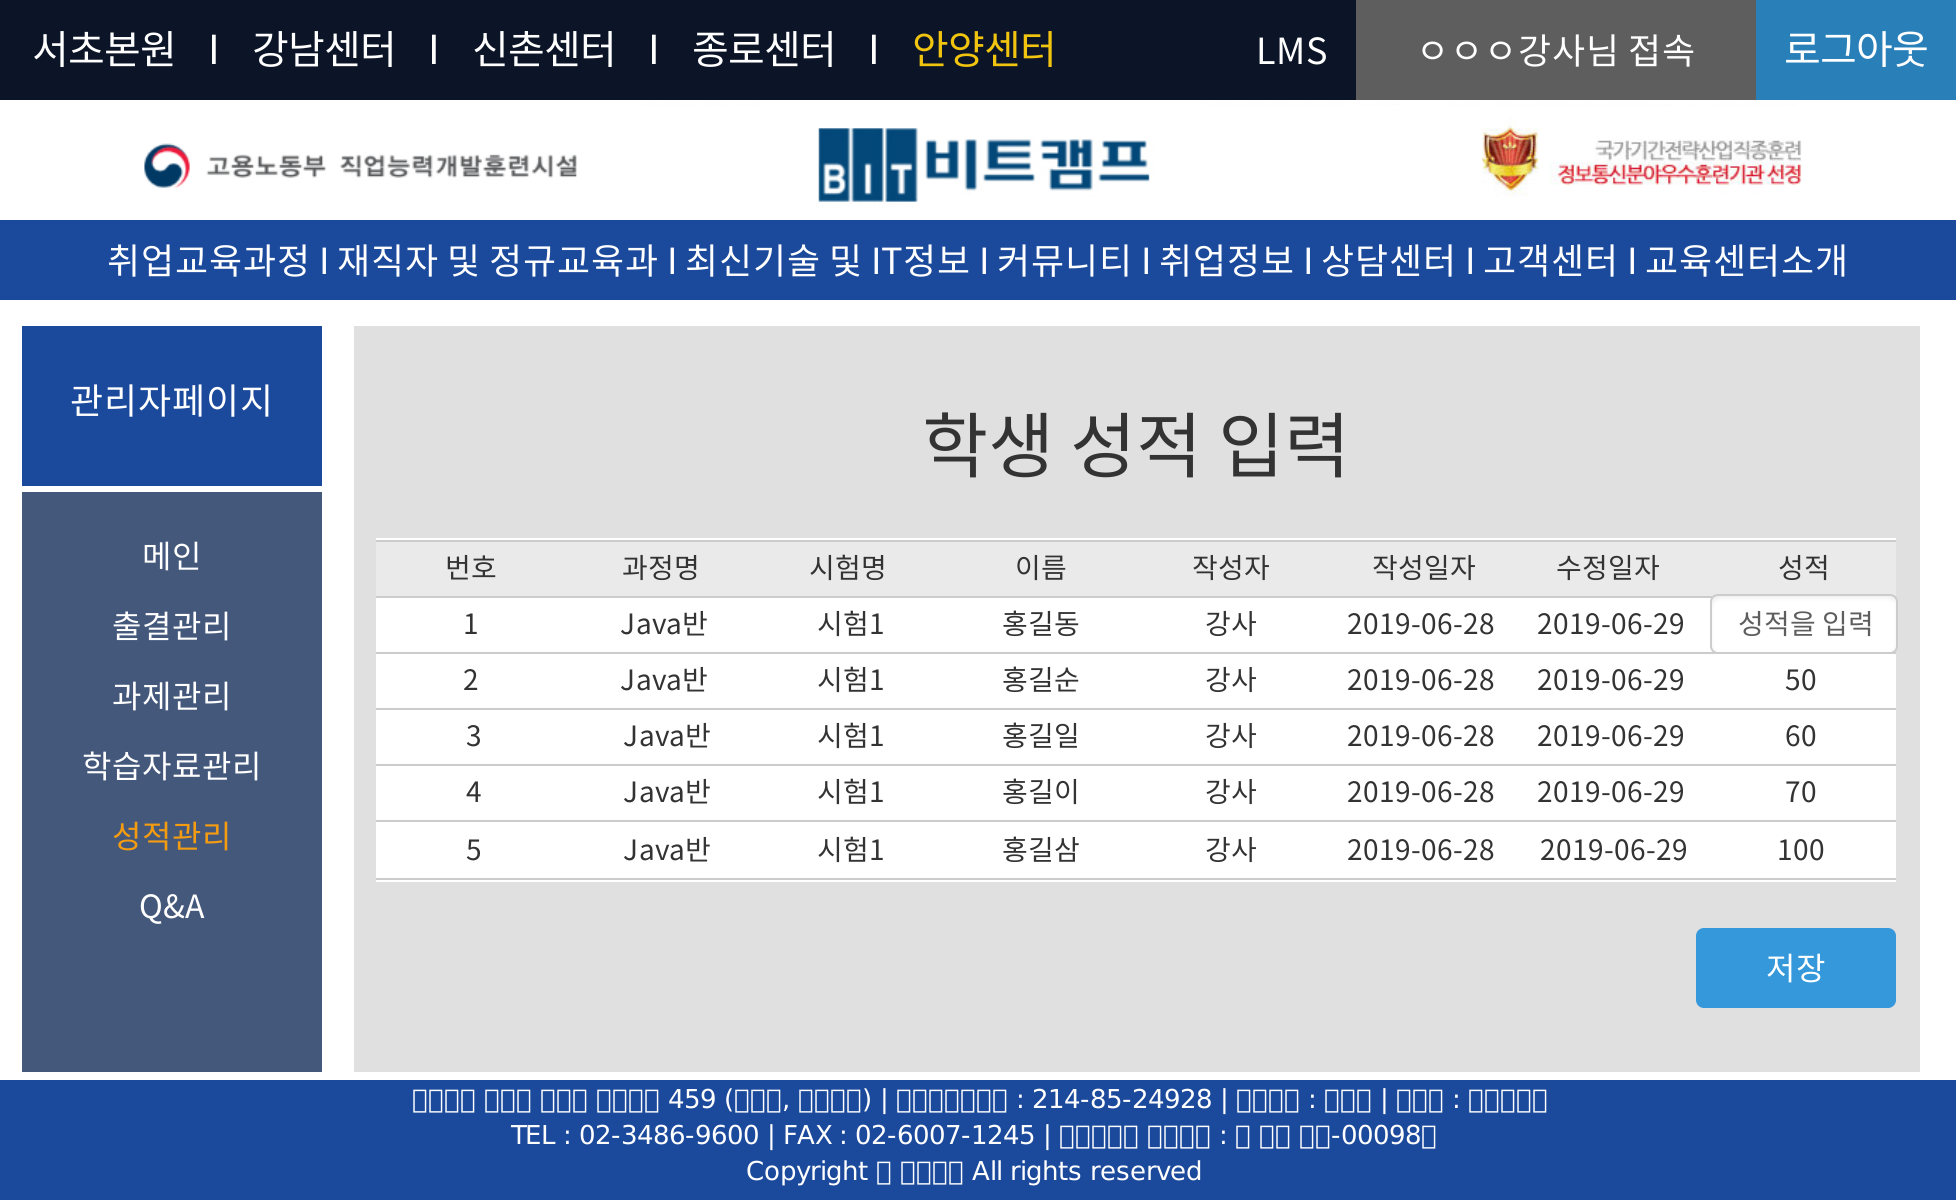 서초본원 I 강남센터 I 신촌센터 I 종로센터 I 안양센터 LMS ㅇㅇㅇ강사님 접속 로그아웃
고용노동부 직업능력개발훈련시설
BIT 비트캠프
국가기간전략산업직종훈련
정보통신분야우수훈련기관 선정
취업교육과정 I 재직자 및 정규교육과 I 최신기술 및 IT정보 I 커뮤니티 I 취업정보 I 상담센터 I 고객센터 I 교육센터소개
관리자페이지
메인
출결관리
과제관리
학습자료관리
성적관리
Q&A
학생 성적 입력
번호 과정명 시험명 이름 작성자 작성일자 수정일자 성적
1 Java반 시험1 홍길동 강사 2019-06-28 2019-06-29 성적을 입력
2 Java반 시험1 홍길순 강사 2019-06-28 2019-06-29 50
3 Java반 시험1 홍길일 강사 2019-06-28 2019-06-29 60
4 Java반 시험1 홍길이 강사 2019-06-28 2019-06-29 70
5 Java반 시험1 홍길삼 강사 2019-06-28 2019-06-29 100
저장
459 ( , ) | : 214-85-24928 | : | :
TEL : 02-3486-9600 | FAX : 02-6007-1245 | : -00098
Copyright All rights reserved